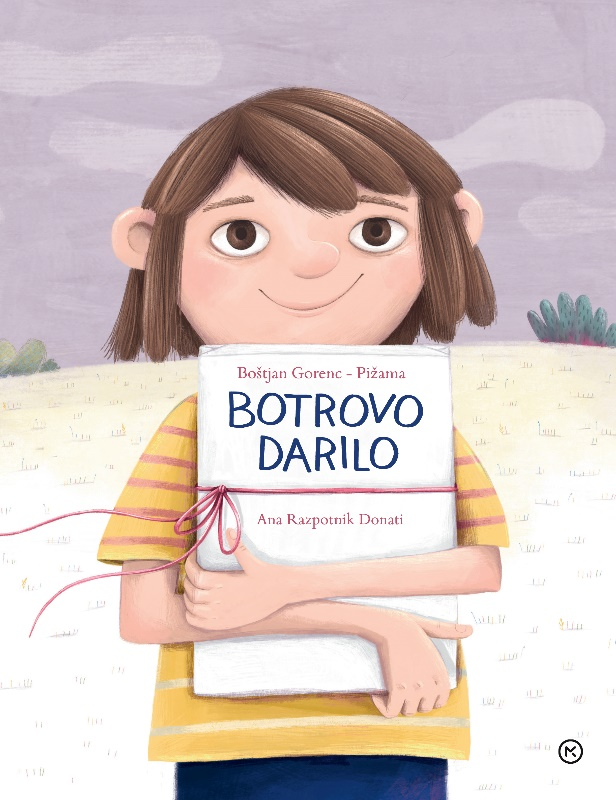 Boštjan Gorenc - Pižama
BOTROVO
DARILO
Ana Razpotnik Donati